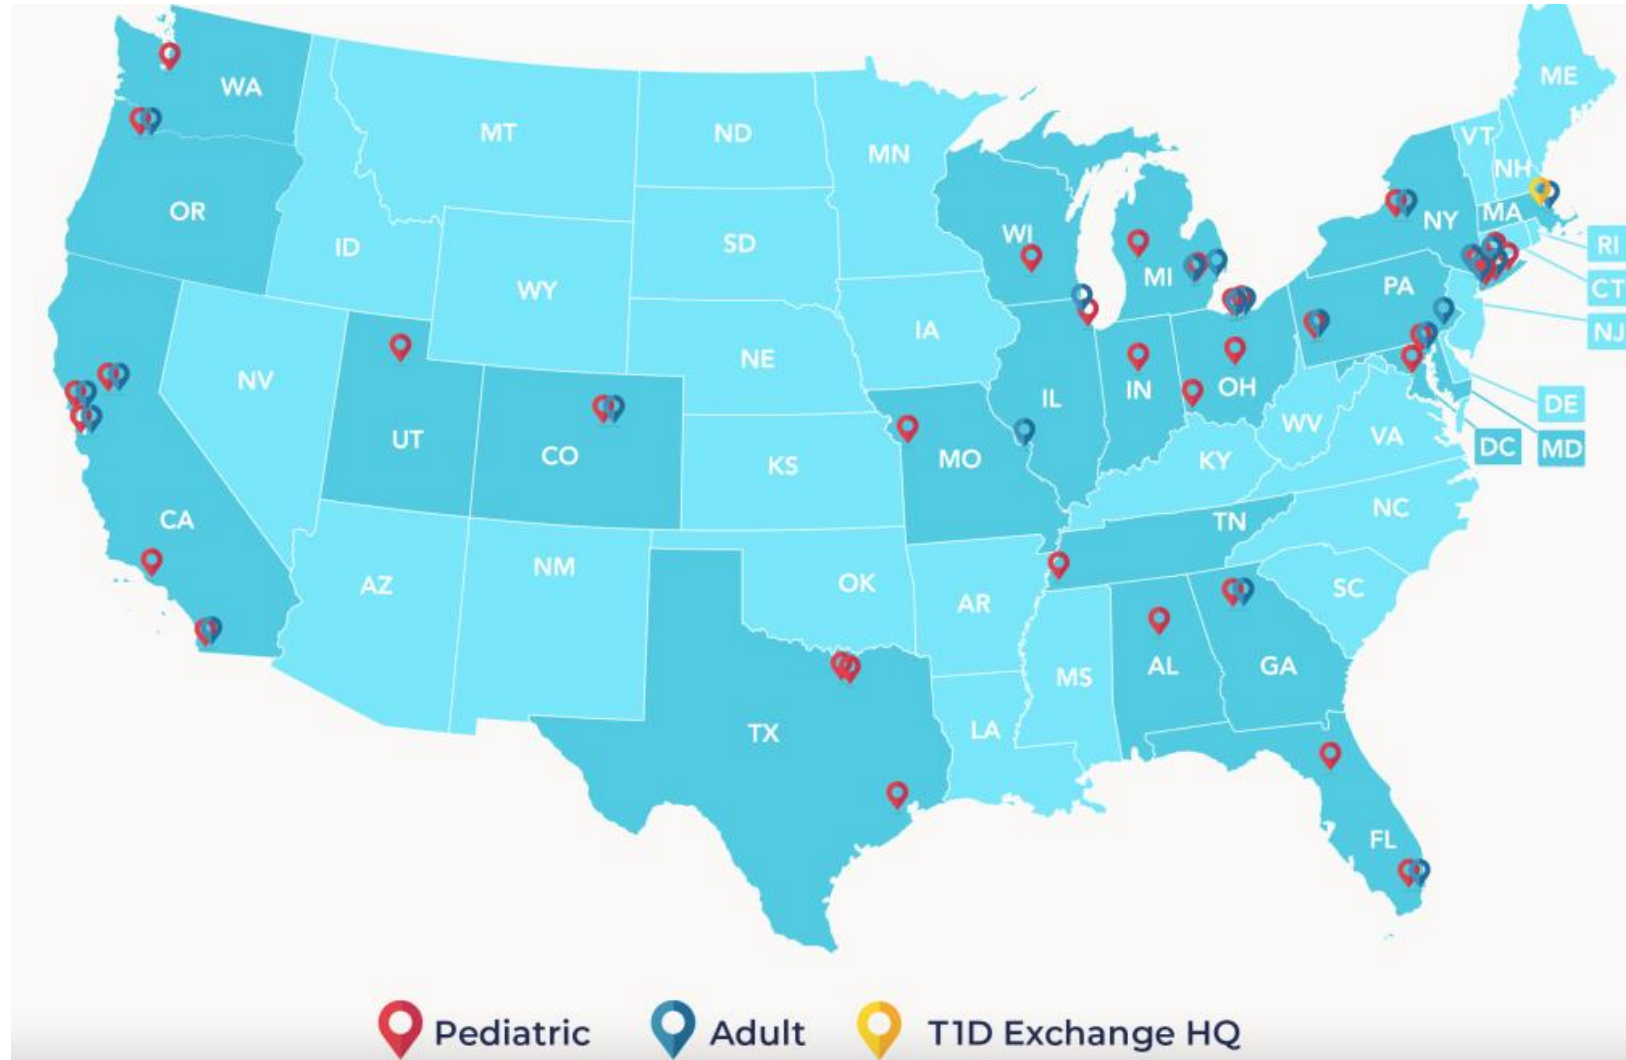 WA
MT
ND
MN
ME
VT
NH
OR
ID
SD
WI
MI
NY
MA
RI
WY
IA
PA
CT
NJ
NV
UT
CO
NE
KS
IL
IN
OH
MO
WV
VA
KY
DE
DC
MD
CA
AZ
NM
OK
AR
TN
NC
SC
TX
LA
MS
AL
GA
FL
Pediatric
Adult
T1D Exchange HQ